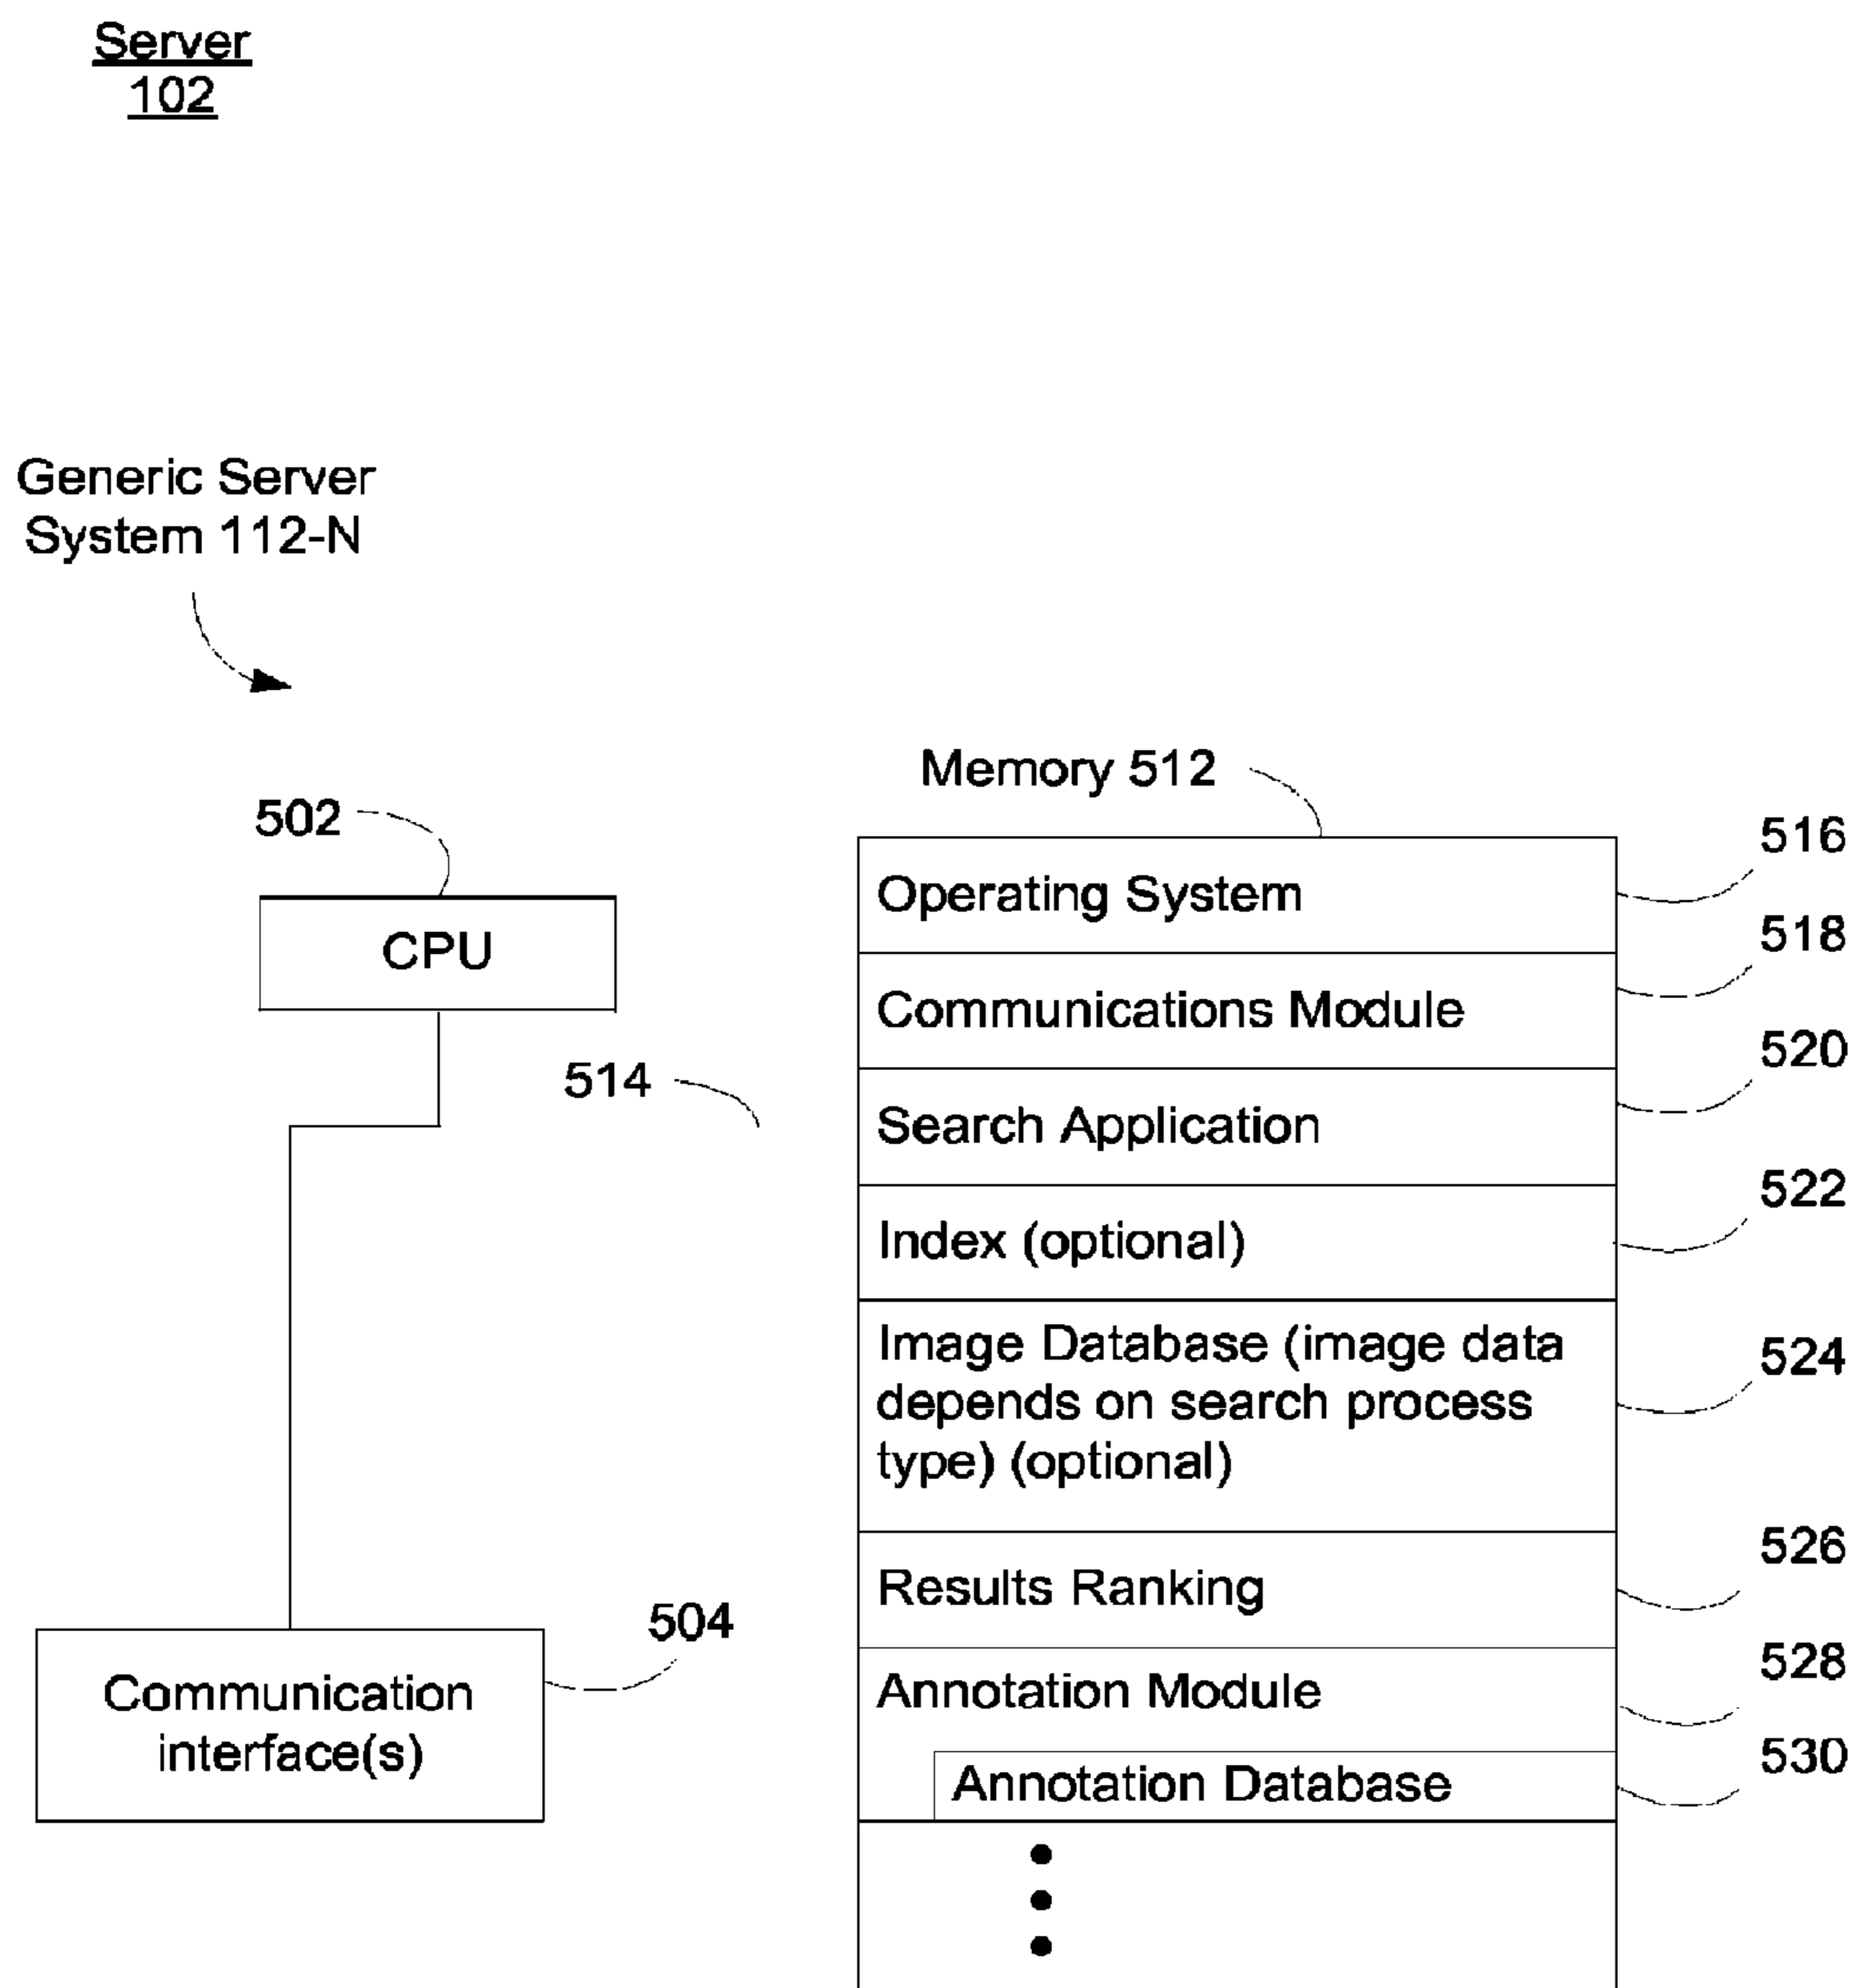 Server
102
Generic Server
System 112-N
Memory 512
502
516
Operating System
CPU
518
Communications Module
514
520
Search Application
522
Index (optional)
Image Database (image data
depends on search process
type) (optional)
524
526
Results Ranking
504
528
Communication
interface(s)
Annotation Module
530
Annotation Database